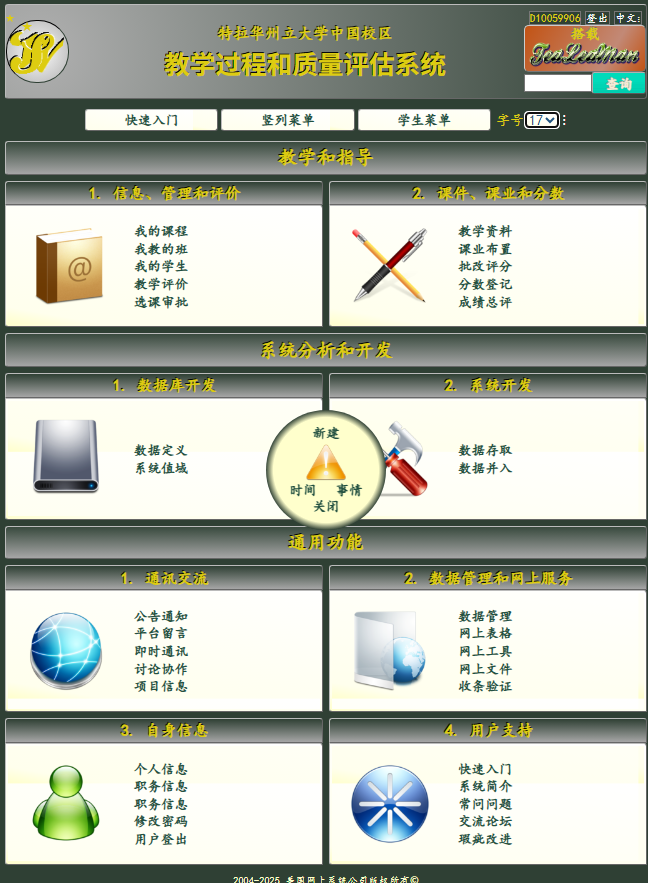 D10059906 登出 中文:
特拉华州立大学中国校区
教学过程和质量评估系统
搭载
TeaLeaMan
查询
快速入门 竖列菜单 学生菜单 字号 17 :
教学和指导
1. 信息、管理和评价
我的课程
我教的班
我的学生
教学评价
选课审批
2. 课件、课业和分数
教学资料
课业布置
批改评分
分数登记
成绩总评
系统分析和开发
1. 数据库开发
数据定义
系统值域
2. 系统开发
数据存取
数据并入
新建
时间 事情
关闭
通用功能
1. 通讯交流
公告通知
平台留言
即时通讯
讨论协作
项目信息
2. 数据管理和网上服务
数据管理
网上表格
网上工具
网上文件
收条验证
3. 自身信息
个人信息
职务信息
职务信息
修改密码
用户登出
4. 用户支持
快速入门
系统简介
常问问题
交流论坛
瑕疵改进
2004-2025 美国网上系统公司版权所有©